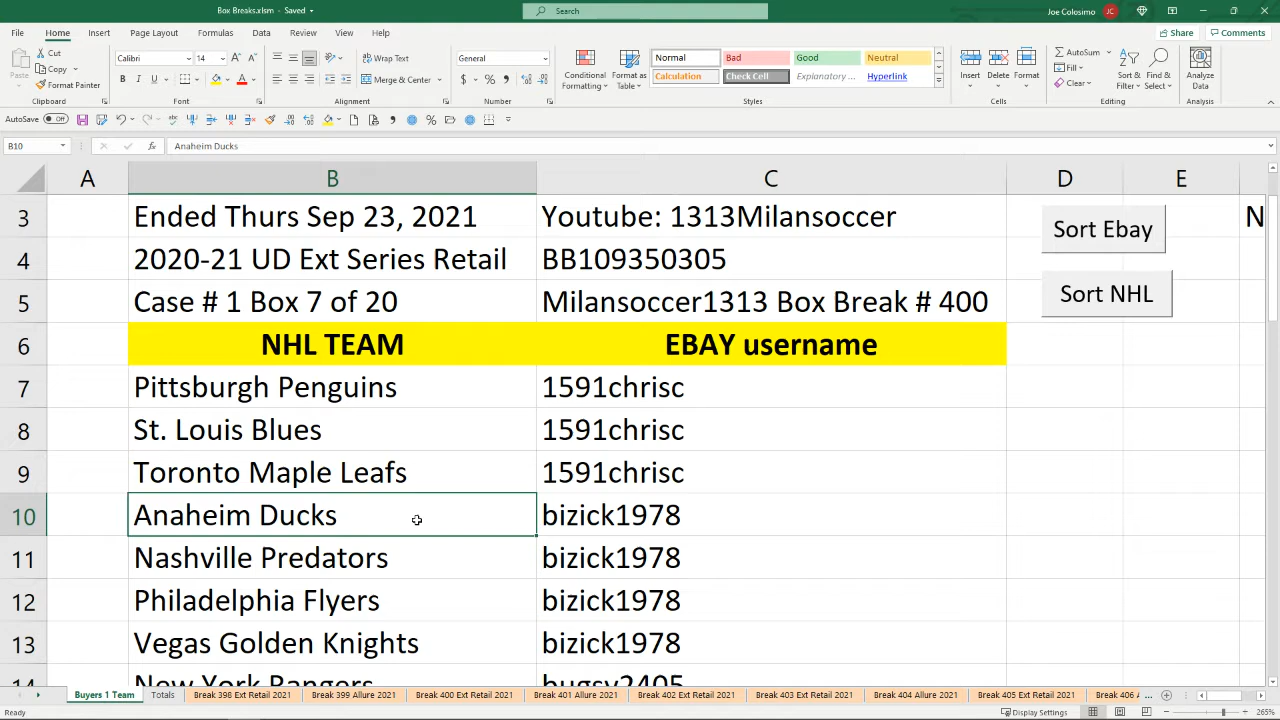 Box Breaks.xlsm - Saved
Search
Joe Colosimo JC
File Home Insert Page Layout Formulas Data Review View Help
Share Comments
Paste Cut Copy Format Painter
Calibri 14
Wrap Text
Merge & Center
General
Conditional Formatting
Format as Table
Normal Bad Good Neutral
Calculation Check Cell Explanatory ... Hyperlink
Insert Delete Format
AutoSum
Fill
Clear
Sort & Filter
Find & Select
Analyze Data
Clipboard Font Alignment Number Styles Cells Editing Analysis
AutoSave Off
B10 Anaheim Ducks
A B C D E
3 Ended Thurs Sep 23, 2021 Youtube: 1313Milansoccer Sort Ebay N
4 2020-21 UD Ext Series Retail BB109350305
5 Case # 1 Box 7 of 20 Milansoccer1313 Box Break # 400 Sort NHL
6 NHL TEAM EBAY username
7 Pittsburgh Penguins 1591chrisc
8 St. Louis Blues 1591chrisc
9 Toronto Maple Leafs 1591chrisc
10 Anaheim Ducks bizick1978
11 Nashville Predators bizick1978
12 Philadelphia Flyers bizick1978
13 Vegas Golden Knights bizick1978
14 New York Rangers bugsy2405
Buyers 1 Team Totals Break 398 Ext Retail 2021 Break 399 Allure 2021 Break 400 Ext Retail 2021 Break 401 Allure 2021 Break 402 Ext Retail 2021 Break 403 Ext Retail 2021 Break 404 Allure 2021 Break 405 Ext Retail 2021 Break 406 A ...
Ready Display Settings 265%